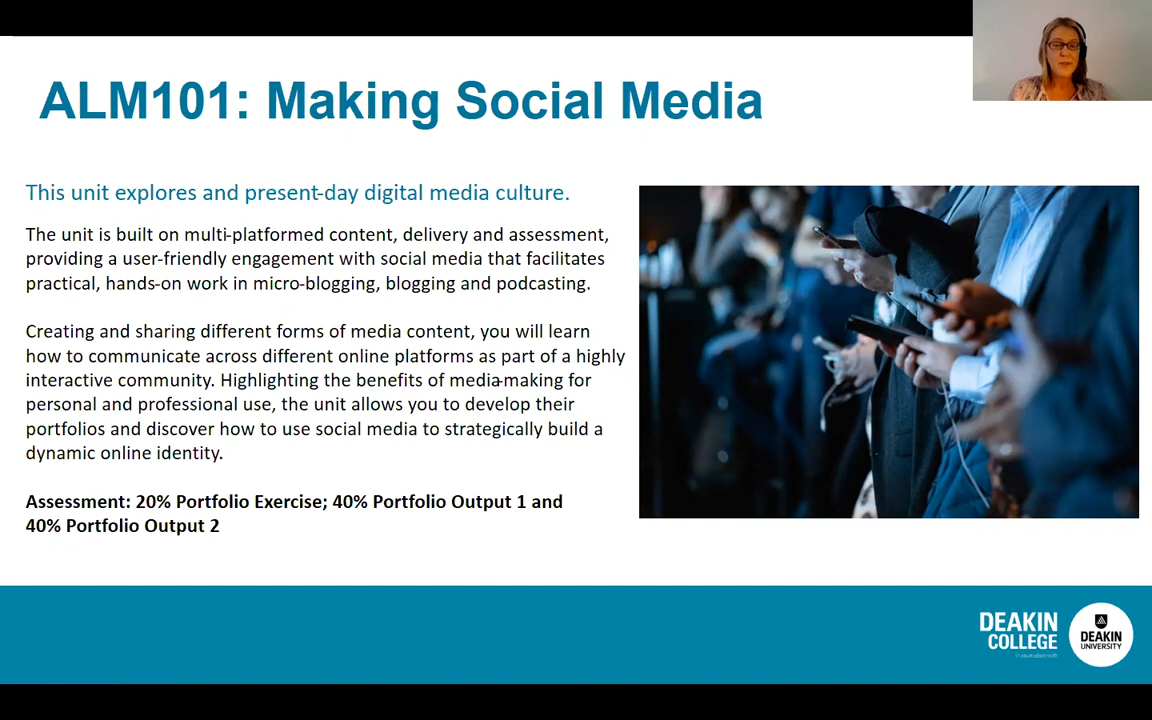 ALM101: Making Social Media
This unit explores and present-day digital media culture.
The unit is built on multi-platformed content, delivery and assessment,
providing a user-friendly engagement with social media that facilitates
practical, hands-on work in micro-blogging, blogging and podcasting.
Creating and sharing different forms of media content, you will learn
how to communicate across different online platforms as part of a highly
interactive community. Highlighting the benefits of media-making for
personal and professional use, the unit allows you to develop their
portfolios and discover how to use social media to strategically build a
dynamic online identity.
Assessment: 20% Portfolio Exercise; 40% Portfolio Output 1 and
40% Portfolio Output 2
DEAKIN
COLLEGE
DEAKIN
UNIVERSITY